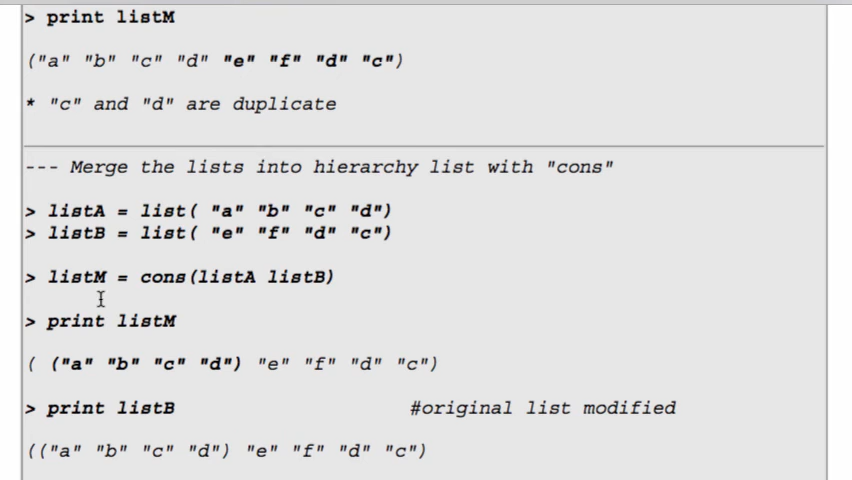 > print listM
("a" "b" "c" "d" "e" "f" "d" "c")
* "c" and "d" are duplicate
--- Merge the lists into hierarchy list with "cons"
> listA = list( "a" "b" "c" "d")
> listB = list( "e" "f" "d" "c")
> listM = cons(listA listB)
> print listM
( ("a" "b" "c" "d") "e" "f" "d" "c")
> print listB #original list modified
(("a" "b" "c" "d") "e" "f" "d" "c")